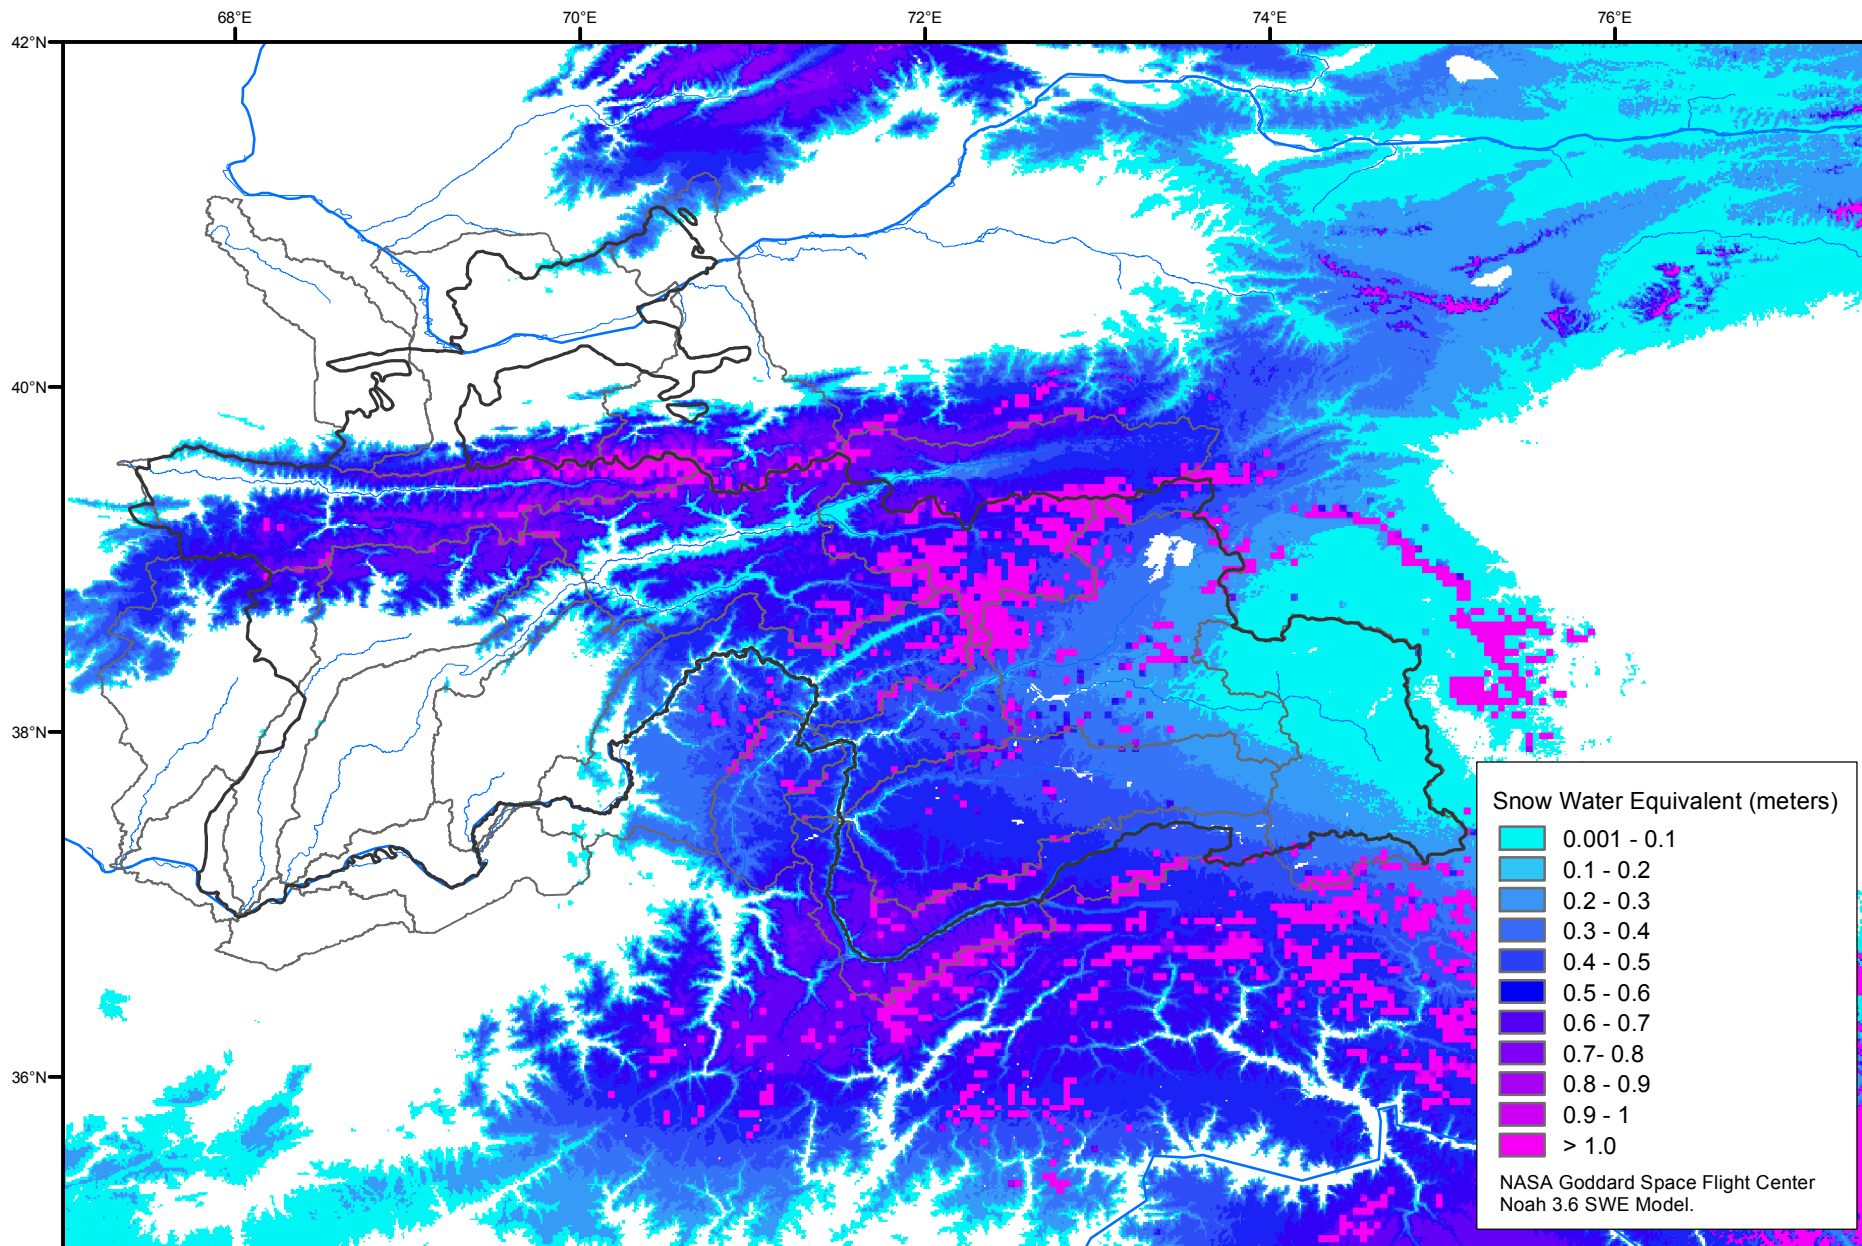 68°E
70°E
72°E
74°E
76°E
42°N
40°N
38°N
36°N
Snow Water Equivalent (meters)
0.001 - 0.1
0.1 - 0.2
0.2 - 0.3
0.3 - 0.4
0.4 - 0.5
0.5 - 0.6
0.6 - 0.7
0.7- 0.8
0.8 - 0.9
0.9 - 1
> 1.0
NASA Goddard Space Flight Center
Noah 3.6 SWE Model.